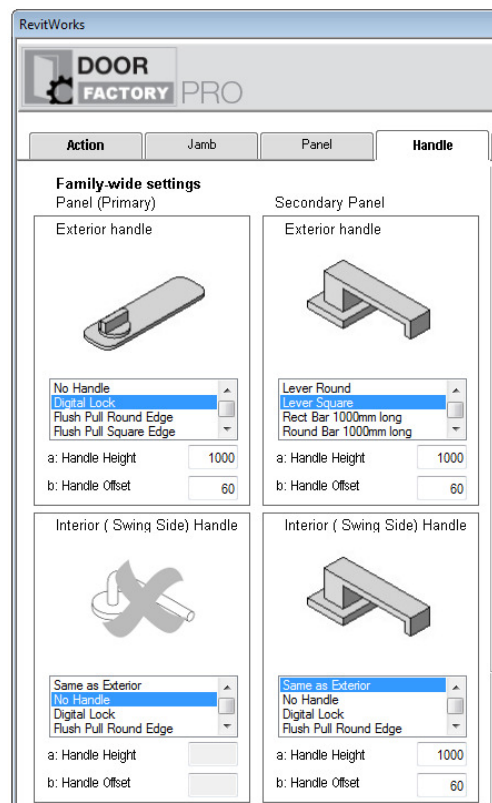 RevitWorks
DOOR
FACTORY PRO
Action Jamb Panel Handle
Family-wide settings
Panel (Primary) Secondary Panel
Exterior handle
No Handle
Digital Lock
Flush Pull Round Edge
Flush Pull Square Edge
a: Handle Height 1000
b: Handle Offset 60
Exterior handle
Lever Round
Lever Square
Rect Bar 1000mm long
Round Bar 1000mm long
a: Handle Height 1000
b: Handle Offset 60
Interior ( Swing Side) Handle
Same as Exterior
No Handle
Digital Lock
Flush Pull Round Edge
a: Handle Height
b: Handle Offset
Interior ( Swing Side) Handle
Same as Exterior
No Handle
Digital Lock
Flush Pull Round Edge
a: Handle Height 1000
b: Handle Offset 60